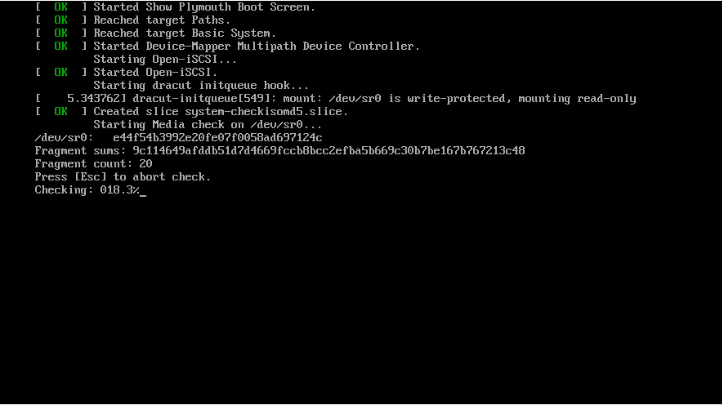 [  OK  ] Started Show Plymouth Boot Screen.
[  OK  ] Reached target Paths.
[  OK  ] Reached target Basic System.
[  OK  ] Started Device-Mapper Multipath Device Controller.
Starting Open-iSCSI...
[  OK  ] Started Open-iSCSI.
Starting dracut initqueue hook...
[    5.343762] dracut-initqueue[549]: mount: /dev/sr0 is write-protected, mounting read-only
[  OK  ] Created slice system-checkisomd5.slice.
Starting Media check on /dev/sr0...
/dev/sr0:   e44f54b3992e20fe07f0058ad697124c
Fragment sums: 9c114649afddb51d7d4669fccb8bcc2efba5b669c30b7be167b767213c48
Fragment count: 20
Press [Esc] to abort check.
Checking: 018.3%_